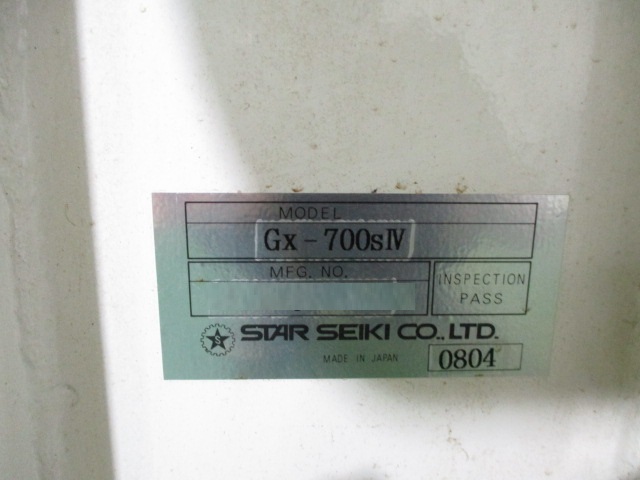 MODEL
Gx-700sⅣ
MFG. NO.
INSPECTION
PASS
S
STAR SEIKI CO., LTD.
MADE IN JAPAN
0804